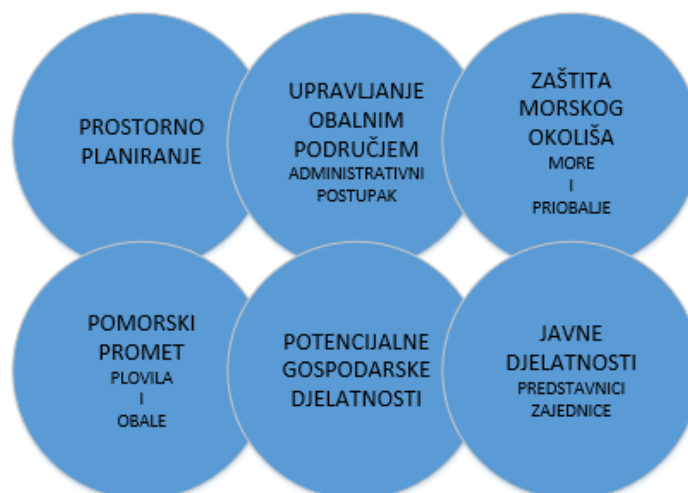 PROSTORNO
PLANIRANJE
UPRAVLJANJE
OBALNIM
PODRUČJEM
ADMINISTRATIVNI
POSTUPAK
ZAŠTITA
MORSKOG
OKOLIŠA
MORE
I
PRIOBALJE
POMORSKI
PROMET
PLOVILA
I
OBALE
POTENCIJALNE
GOSPODARSKE
DJELATNOSTI
JAVNE
DJELATNOSTI
PREDSTAVNICI
ZAJEDNICE